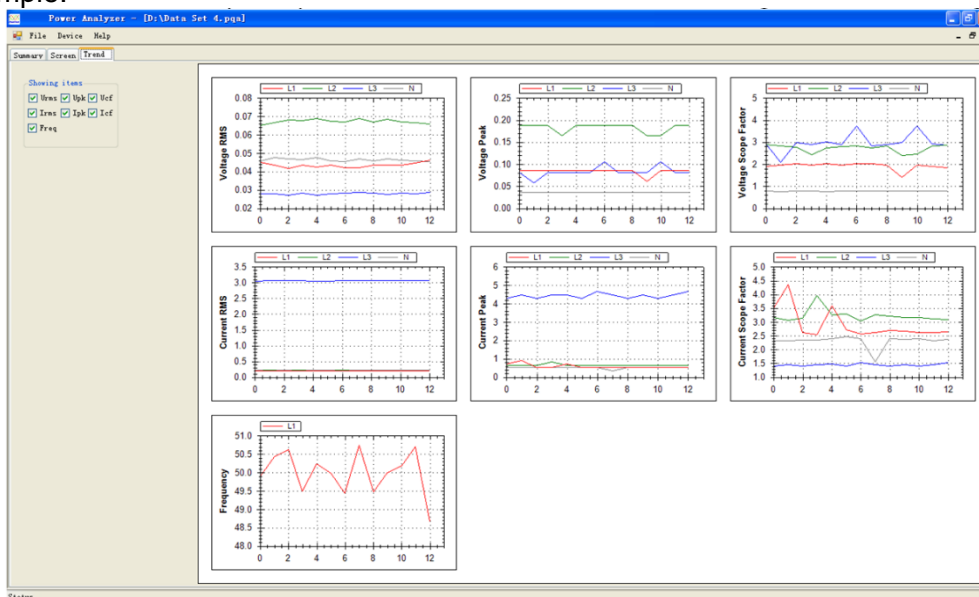 mple:
Power Analyzer - [D:\Data Set 4.pqa]
File Device Help
Summary Screen Trend
Showing items
Vrms Vpk Vcf
Irms Ipk Icf
Freq
L1 L2 L3 N
Voltage RMS
0.08
0.07
0.06
0.05
0.04
0.03
0.02
0 2 4 6 8 10 12
L1 L2 L3 N
Voltage Peak
0.25
0.20
0.15
0.10
0.05
0.00
0 2 4 6 8 10 12
L1 L2 L3 N
Voltage Scope Factor
5
4
3
2
1
0
0 2 4 6 8 10 12
L1 L2 L3 N
Current RMS
3.5
3.0
2.5
2.0
1.5
1.0
0.5
0.0
0 2 4 6 8 10 12
L1 L2 L3 N
Current Peak
6
5
4
3
2
1
0
0 2 4 6 8 10 12
L1 L2 L3 N
Current Scope Factor
5.0
4.5
4.0
3.5
3.0
2.5
2.0
1.5
1.0
0 2 4 6 8 10 12
L1
Frequency
51.0
50.5
50.0
49.5
49.0
48.5
48.0
0 2 4 6 8 10 12